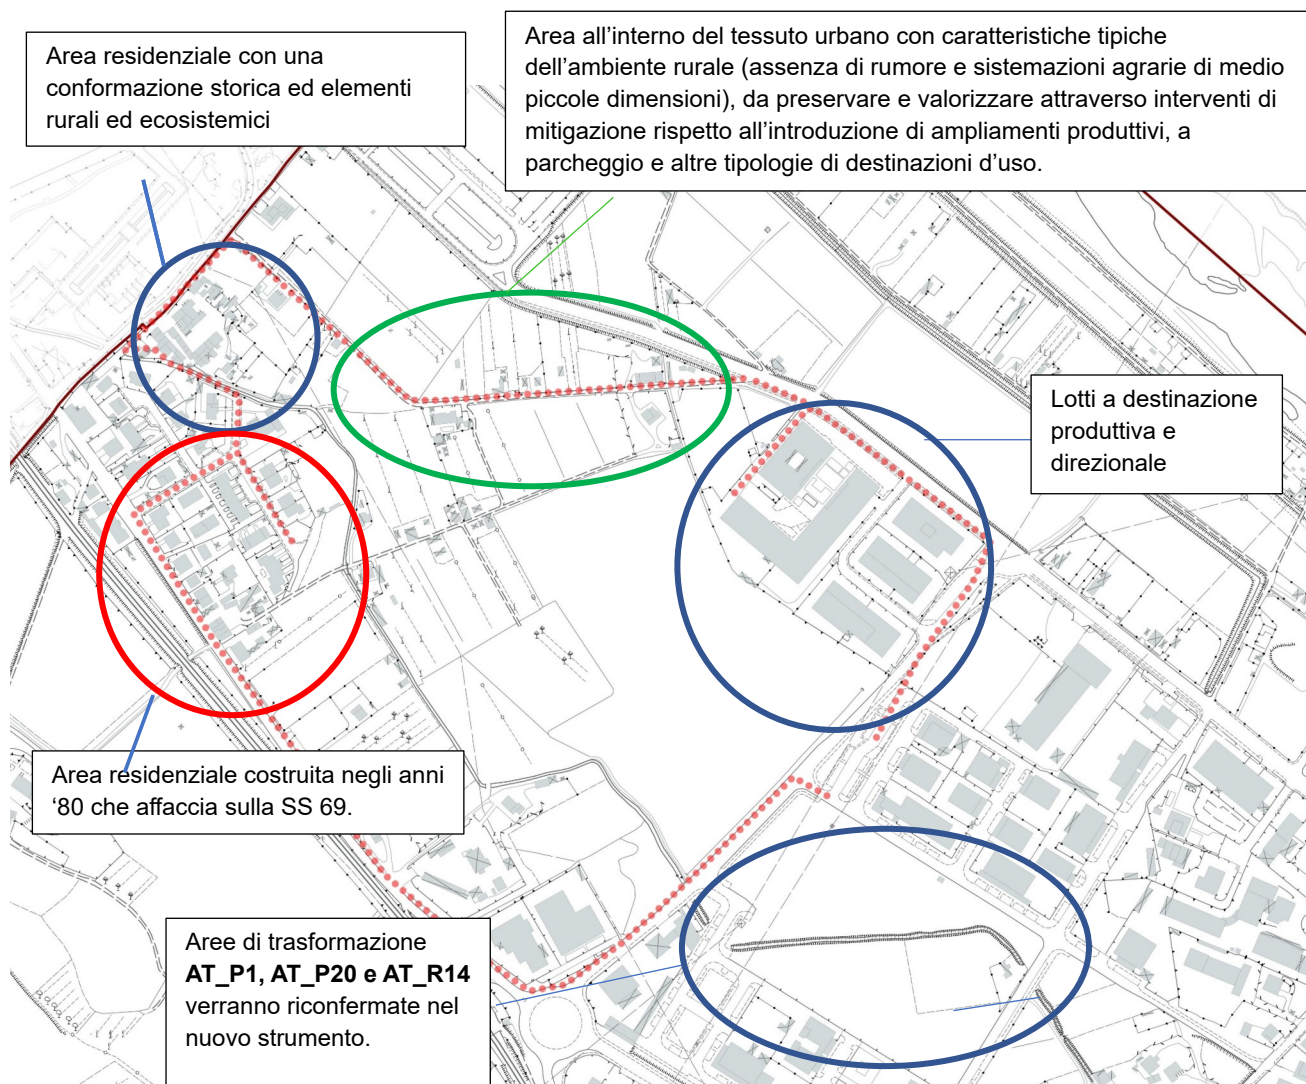 Area residenziale con una
conformazione storica ed elementi
rurali ed ecosistemici
Area all’interno del tessuto urbano con caratteristiche tipiche
dell’ambiente rurale (assenza di rumore e sistemazioni agrarie di medio
piccole dimensioni), da preservare e valorizzare attraverso interventi di
mitigazione rispetto all’introduzione di ampliamenti produttivi, a
parcheggio e altre tipologie di destinazioni d’uso.
Lotti a destinazione
produttiva e
direzionale
Area residenziale costruita negli anni
‘80 che affaccia sulla SS 69.
Aree di trasformazione
AT_P1, AT_P20 e AT_R14
verranno riconfermate nel
nuovo strumento.